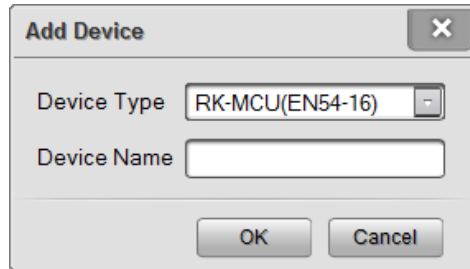 Add Device
Device Type RK-MCU(EN54-16)
Device Name
OK Cancel